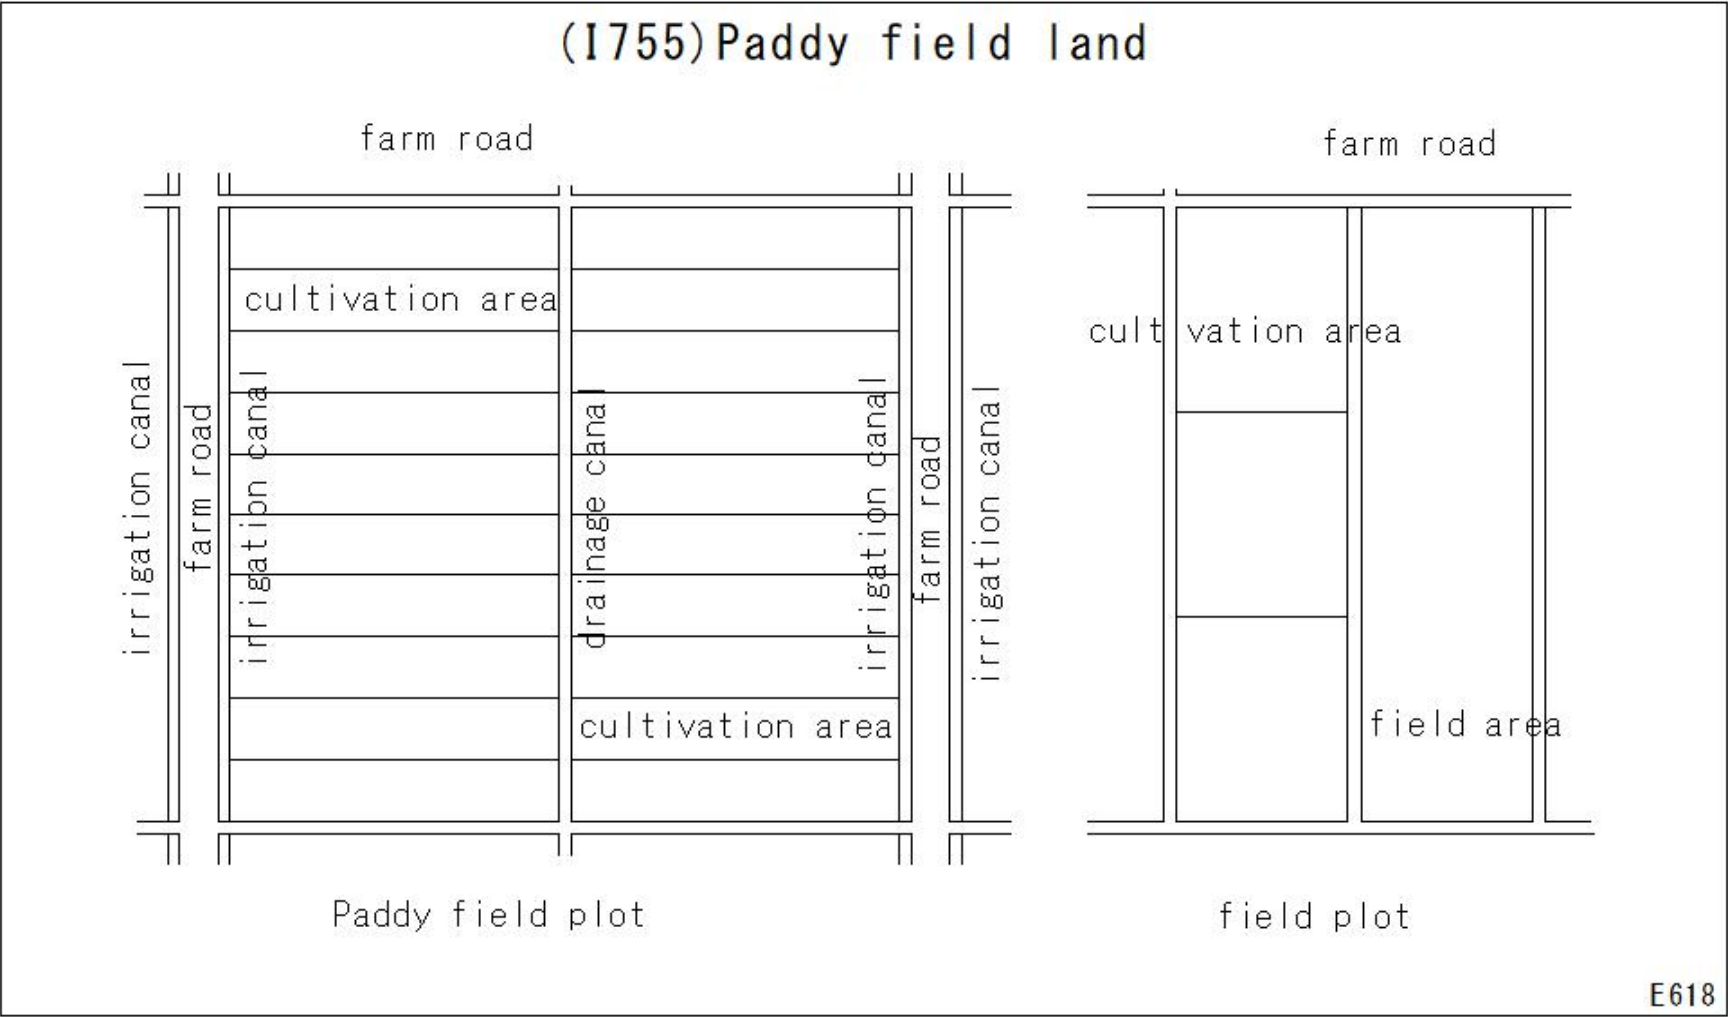 (I755)Paddy field land
farm road
farm road
cultivation area
cultivation area
irrigation canal
farm road
irrigation canal
drainage canal
irrigation canal
farm road
irrigation canal
cultivation area
field area
Paddy field plot
field plot
E618